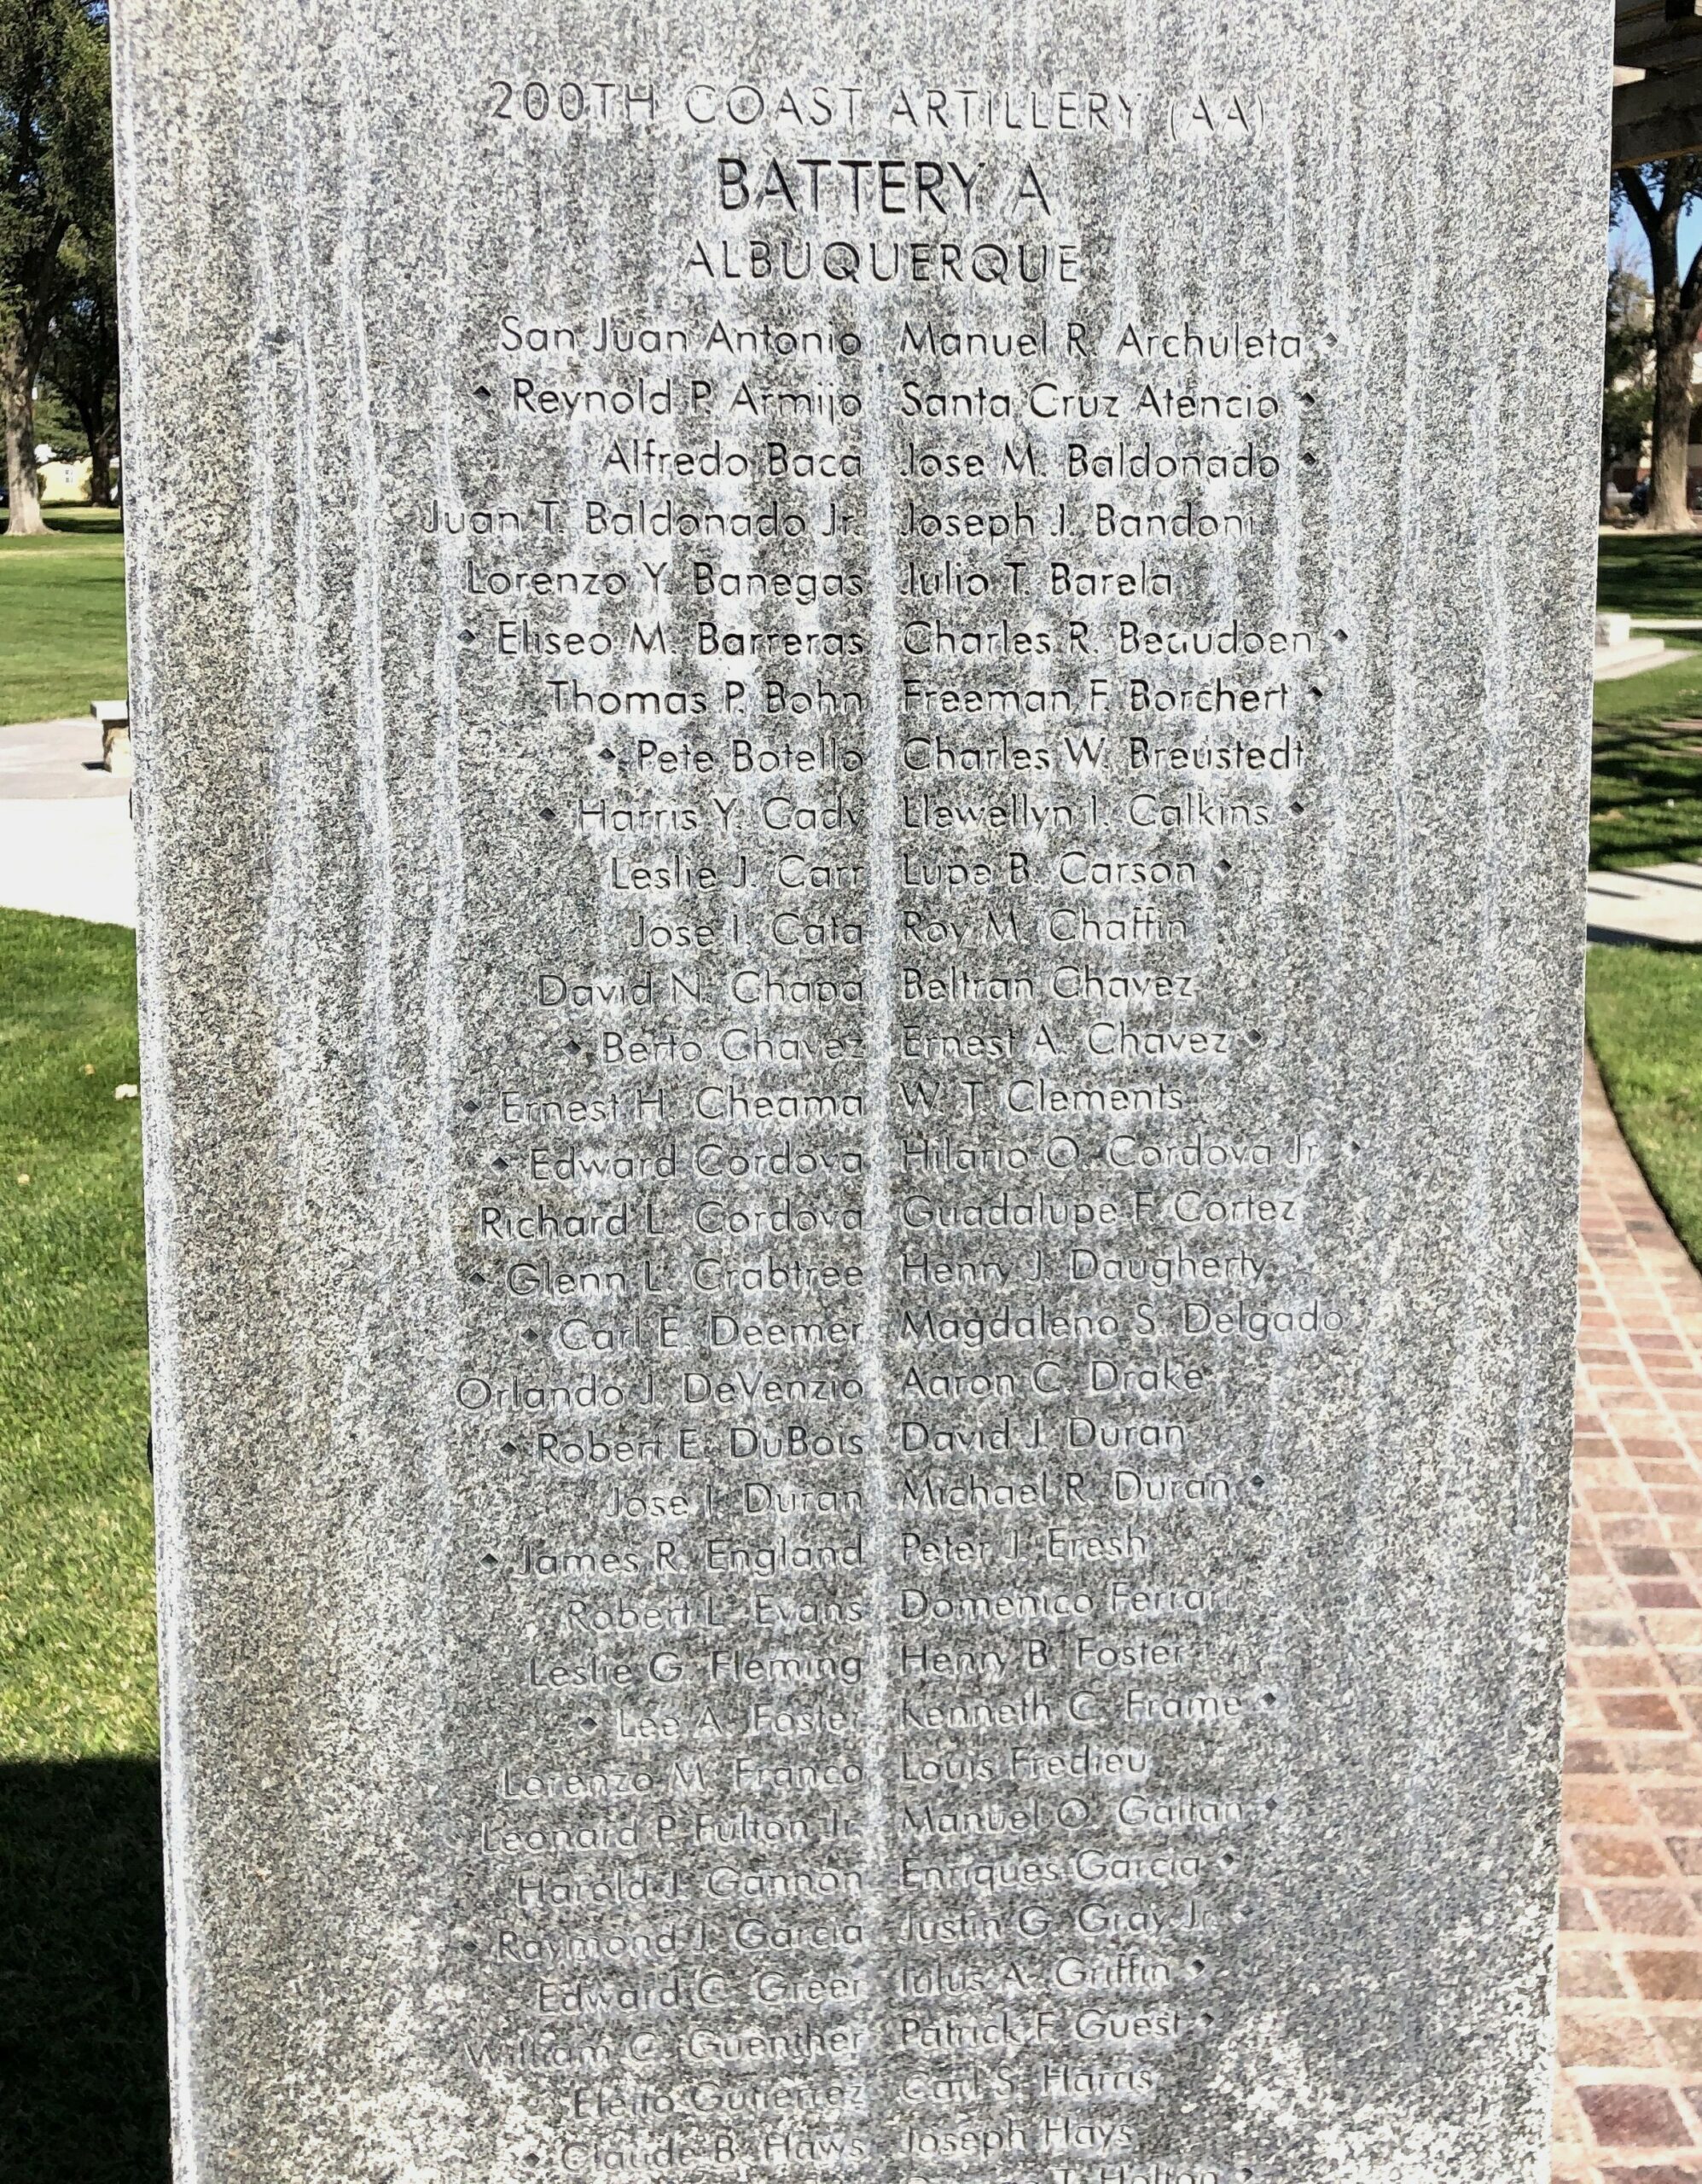 200TH COAST ARTILLERY (AA)
BATTERY A
ALBUQUERQUE
San Juan Antonio Manuel R. Archuleta ◆
◆ Reynold P. Armijo Santa Cruz Atencio ◆
Alfredo Baca Jose M. Baldonado ◆
Juan T. Baldonado Jr. Joseph J. Bandoni
Lorenzo Y. Banegas Julio T. Barela
◆ Eliseo M. Barreras Charles R. Beaudoen ◆
Thomas P. Bohn Freeman F. Borchert ◆
◆ Pete Botello Charles W. Breustedt
◆ Harris Y. Cady Llewellyn I. Calkins ◆
Leslie J. Carr Lupe B. Carson ◆
Jose I. Cata Roy M. Chaffin
David N. Chapa Beltran Chavez
◆ Berto Chavez Ernest A. Chavez ◆
◆ Ernest H. Cheama W. T. Clements
◆ Edward Cordova Hilario O. Cordova Jr. ◆
Richard L. Cordova Guadalupe F. Cortez
◆ Glenn L. Crabtree Henry J. Daugherty
◆ Carl E. Deemer Magdaleno S. Delgado
Orlando J. DeVenzio Aaron C. Drake
◆ Robert E. DuBois David J. Duran
Jose I. Duran Michael R. Duran ◆
◆ James R. England Peter J. Eresh
Robert L. Evans Domenico Ferrari
Leslie G. Fleming Henry B. Foster
◆ Lee A. Foster Kenneth C. Frame ◆
Lorenzo M. Franco Louis Fredieu
Leonard P. Fulton Jr. Manuel O. Gaitan ◆
Harold J. Gannon Enriques Garcia ◆
◆ Raymond J. Garcia Justin G. Gray Jr. ◆
Edward C. Greer Iulus A. Griffin ◆
William C. Guenther Patrick F. Guest ◆
Eleifo Gutierrez Carl S. Harris
◆ Claude B. Haws Joseph Hays
T. Holton ◆